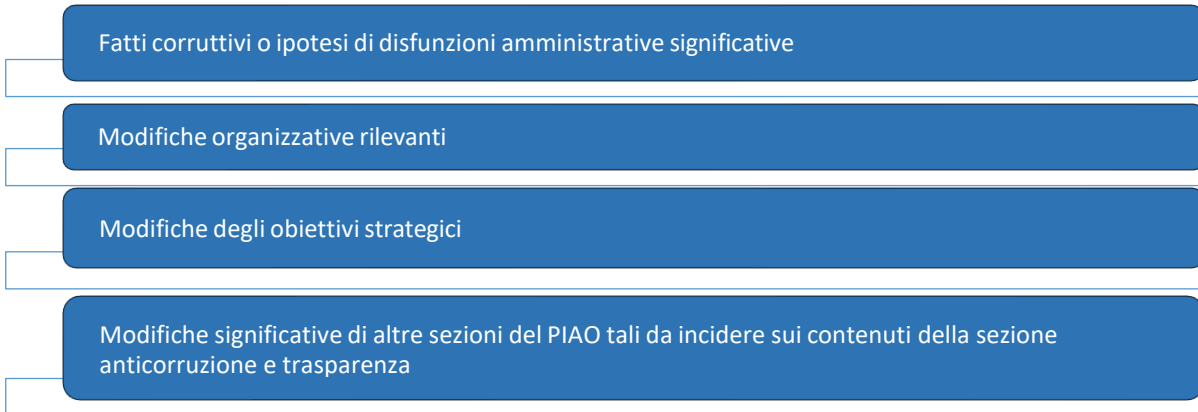 Fatti corruttivi o ipotesi di disfunzioni amministrative significative
Modifiche organizzative rilevanti
Modifiche degli obiettivi strategici
Modifiche significative di altre sezioni del PIAO tali da incidere sui contenuti della sezione
anticorruzione e trasparenza